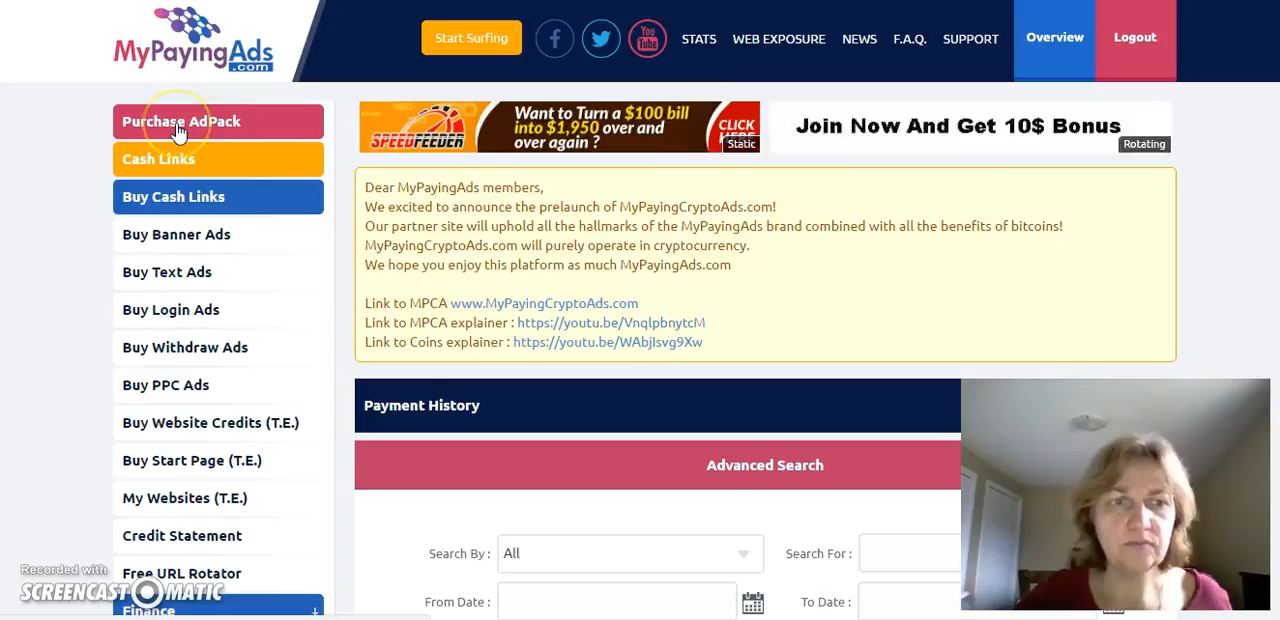 MyPayingAds
.com
Start Surfing
You
Tube
STATS
WEB EXPOSURE
NEWS
F.A.Q.
SUPPORT
Overview
Logout
Purchase AdPack
Cash Links
Buy Cash Links
Buy Banner Ads
Buy Text Ads
Buy Login Ads
Buy Withdraw Ads
Buy PPC Ads
Buy Website Credits (T.E.)
Buy Start Page (T.E.)
My Websites (T.E.)
Credit Statement
Free URL Rotator
Finance
SPEEDFEEDER
Want to Turn a $100 bill
into $1,950 over and
over again ?
CLICK
Static
Join Now And Get 10$ Bonus
Rotating
Dear MyPayingAds members,
We excited to announce the prelaunch of MyPayingCryptoAds.com!
Our partner site will uphold all the hallmarks of the MyPayingAds brand combined with all the benefits of bitcoins!
MyPayingCryptoAds.com will purely operate in cryptocurrency.
We hope you enjoy this platform as much MyPayingAds.com
Link to MPCA www.MyPayingCryptoAds.com
Link to MPCA explainer : https://youtu.be/VnqlpbnytcM
Link to Coins explainer : https://youtu.be/WAbjIsvg9Xw
Payment History
Advanced Search
Search By : All
Search For :
From Date :
To Date :
Recorded with
SCREENCAST-O-MATIC